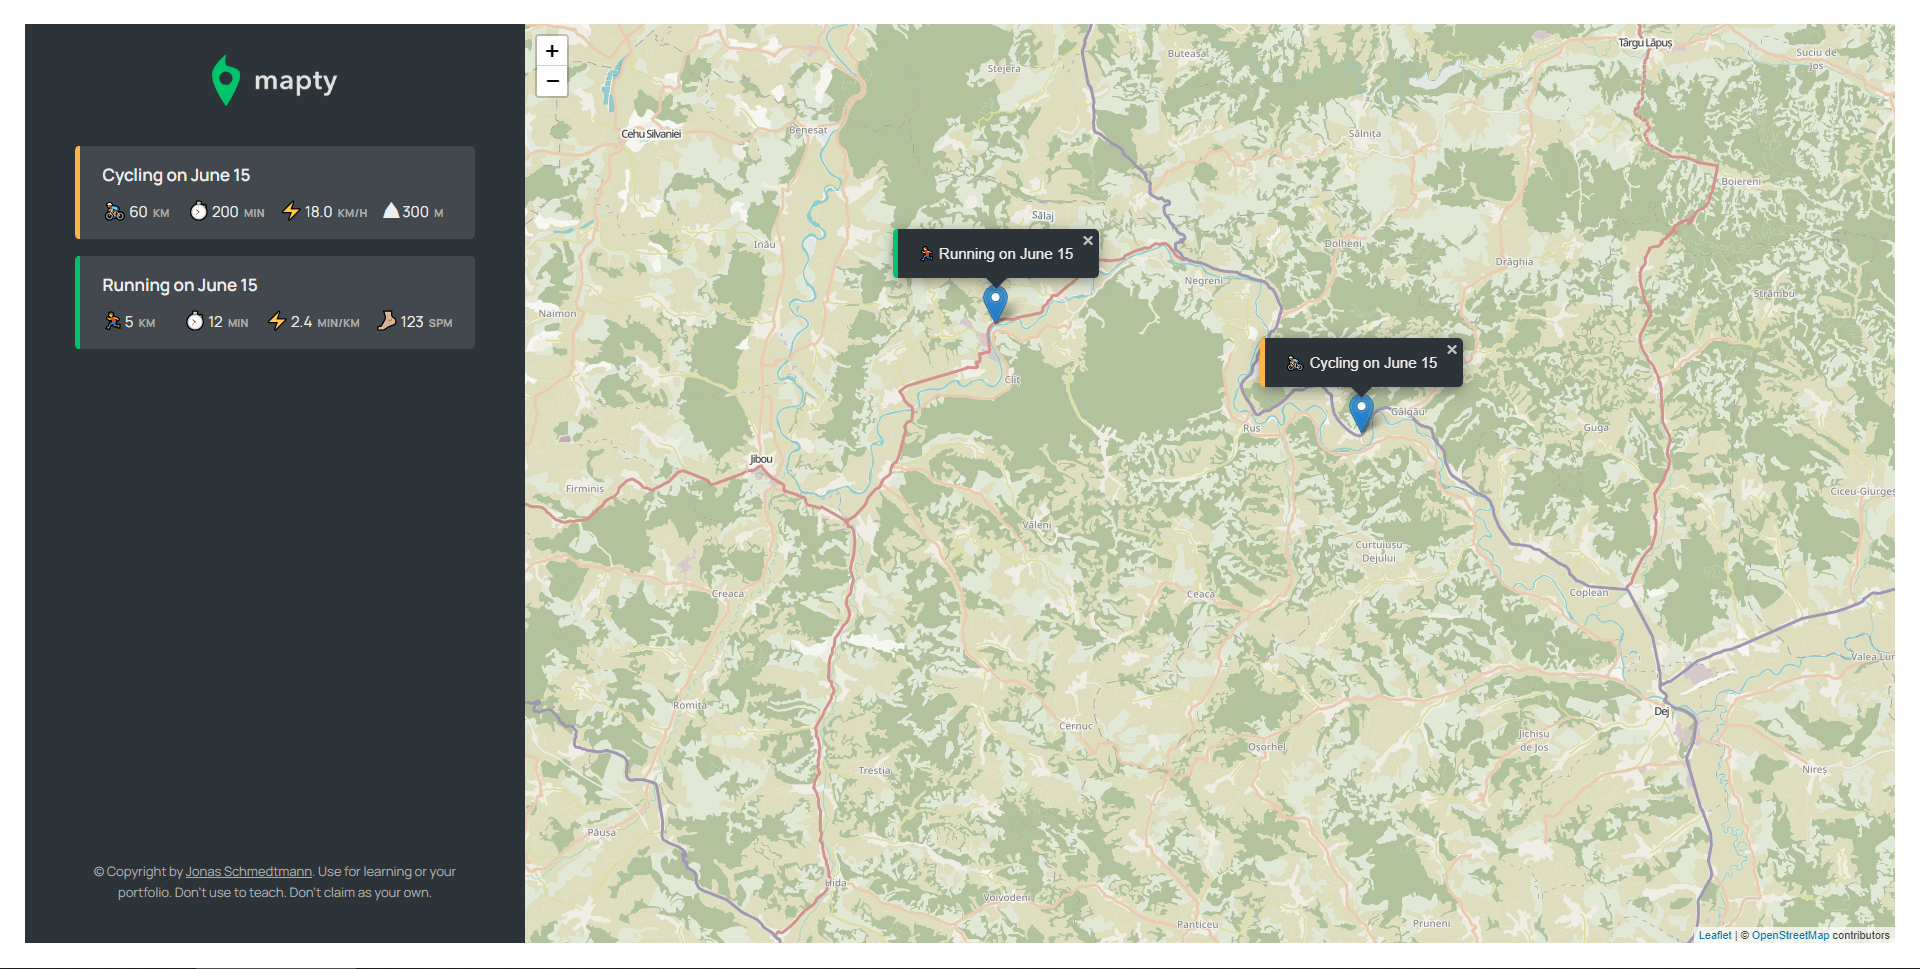 mapty
Cycling on June 15
60 KM 200 MIN 18.0 KM/H 300 M
Running on June 15
5 KM 12 MIN 2.4 MIN/KM 123 SPM
© Copyright by Jonas Schmedtmann. Use for learning or your
portfolio. Don't use to teach. Don't claim as your own.
+
−
Stejera
Buteasa
Târgu Lăpuș
Suciu de
Jos
Cehu Silvaniei
Benesat
Sălnița
Boiereni
Sălaj
Inău
Dolheni
Drăghia
Running on June 15
×
Negreni
Strâmbu
Naimon
Cycling on June 15
×
Clit
Gâlgău
Rus
Guga
Jibou
Firminiș
Ciceu-Giurgeș
Văleni
Curtuiușu
Dejului
Creaca
Ceaca
Coplean
Valea Lun
Romita
Dej
Cernuc
Jichișu
de Jos
Osorhel
Trestia
Nireș
Păușa
Hida
Voivodeni
Panticeu
Pruneni
Leaflet | © OpenStreetMap contributors